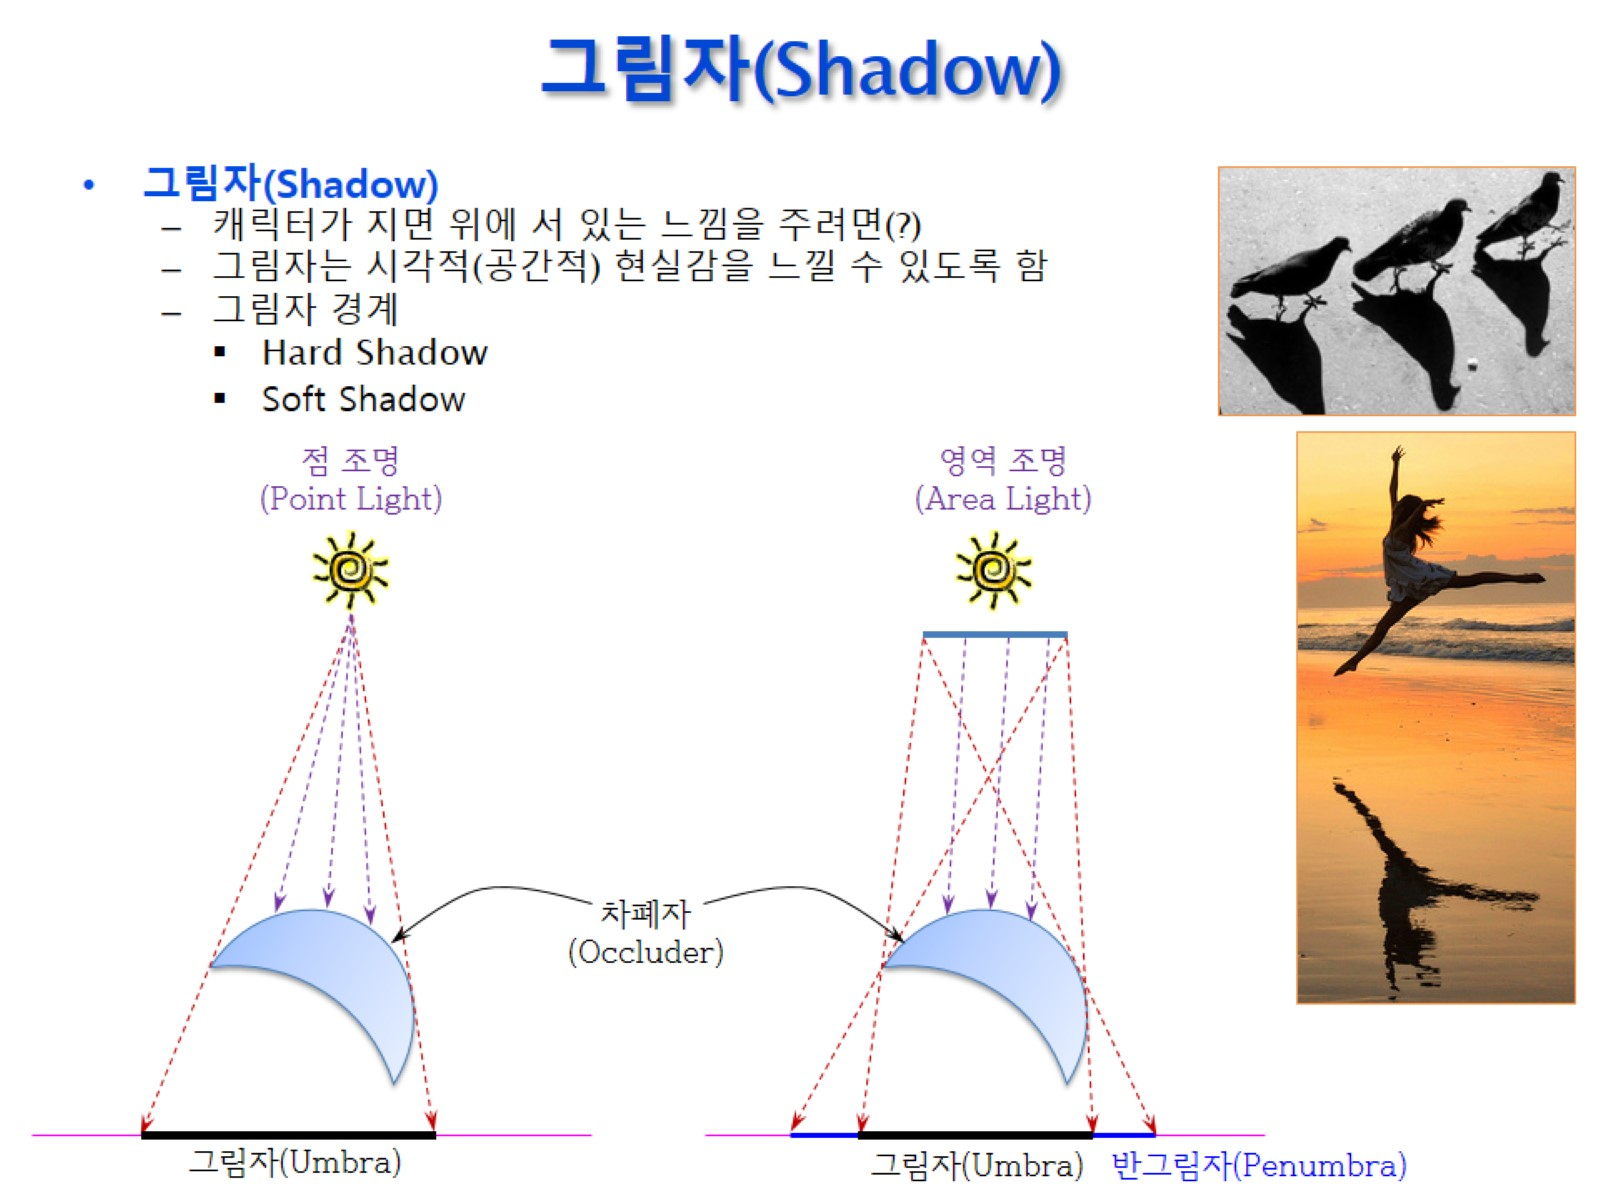 그림자(Shadow)
• 그림자(Shadow)
– 캐릭터가 지면 위에 서 있는 느낌을 주려면(?)
– 그림자는 시각적(공간적) 현실감을 느낄 수 있도록 함
– 그림자 경계
▪ Hard Shadow
▪ Soft Shadow
점 조명
(Point Light)
영역 조명
(Area Light)
차폐자
(Occluder)
그림자(Umbra)
그림자(Umbra)
반그림자(Penumbra)